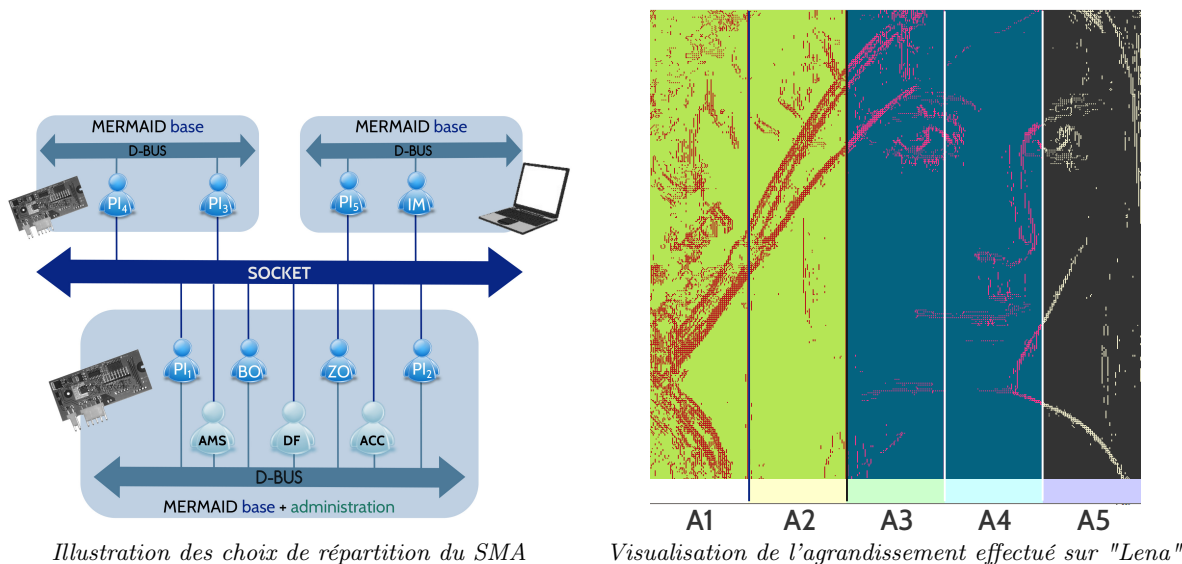 MERMAID base
D-BUS
PI4
PI3
MERMAID base
D-BUS
PI5
IM
SOCKET
PI1
BO
ZO
PI2
AMS
DF
ACC
D-BUS
MERMAID base + administration
Illustration des choix de répartition du SMA
A1
A2
A3
A4
A5
Visualisation de l'agrandissement effectué sur "Lena"